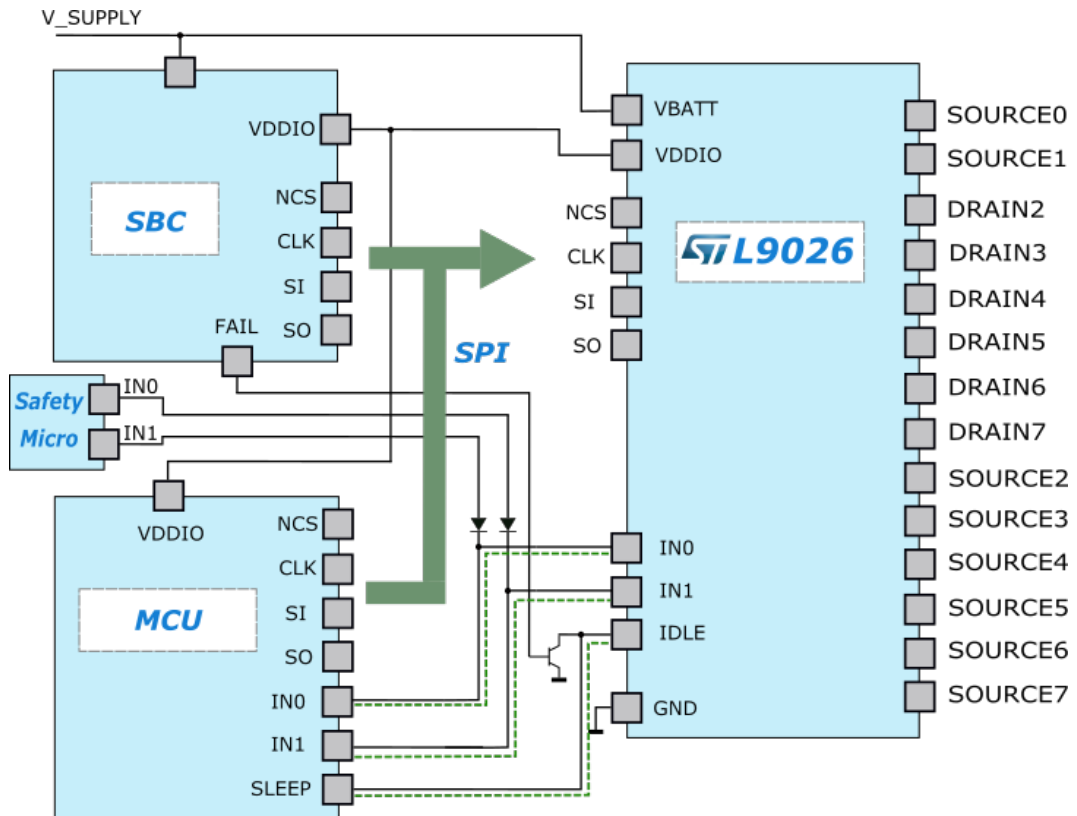 V_SUPPLY
VDDIO
NCS
CLK
SI
SO
SBC
FAIL
Safety
Micro
IN0
IN1
SPI
VDDIO
NCS
CLK
SI
SO
IN0
IN1
SLEEP
MCU
VBATT
VDDIO
NCS
CLK
SI
SO
IN0
IN1
IDLE
GND
ST L9026
SOURCE0
SOURCE1
DRAIN2
DRAIN3
DRAIN4
DRAIN5
DRAIN6
DRAIN7
SOURCE2
SOURCE3
SOURCE4
SOURCE5
SOURCE6
SOURCE7